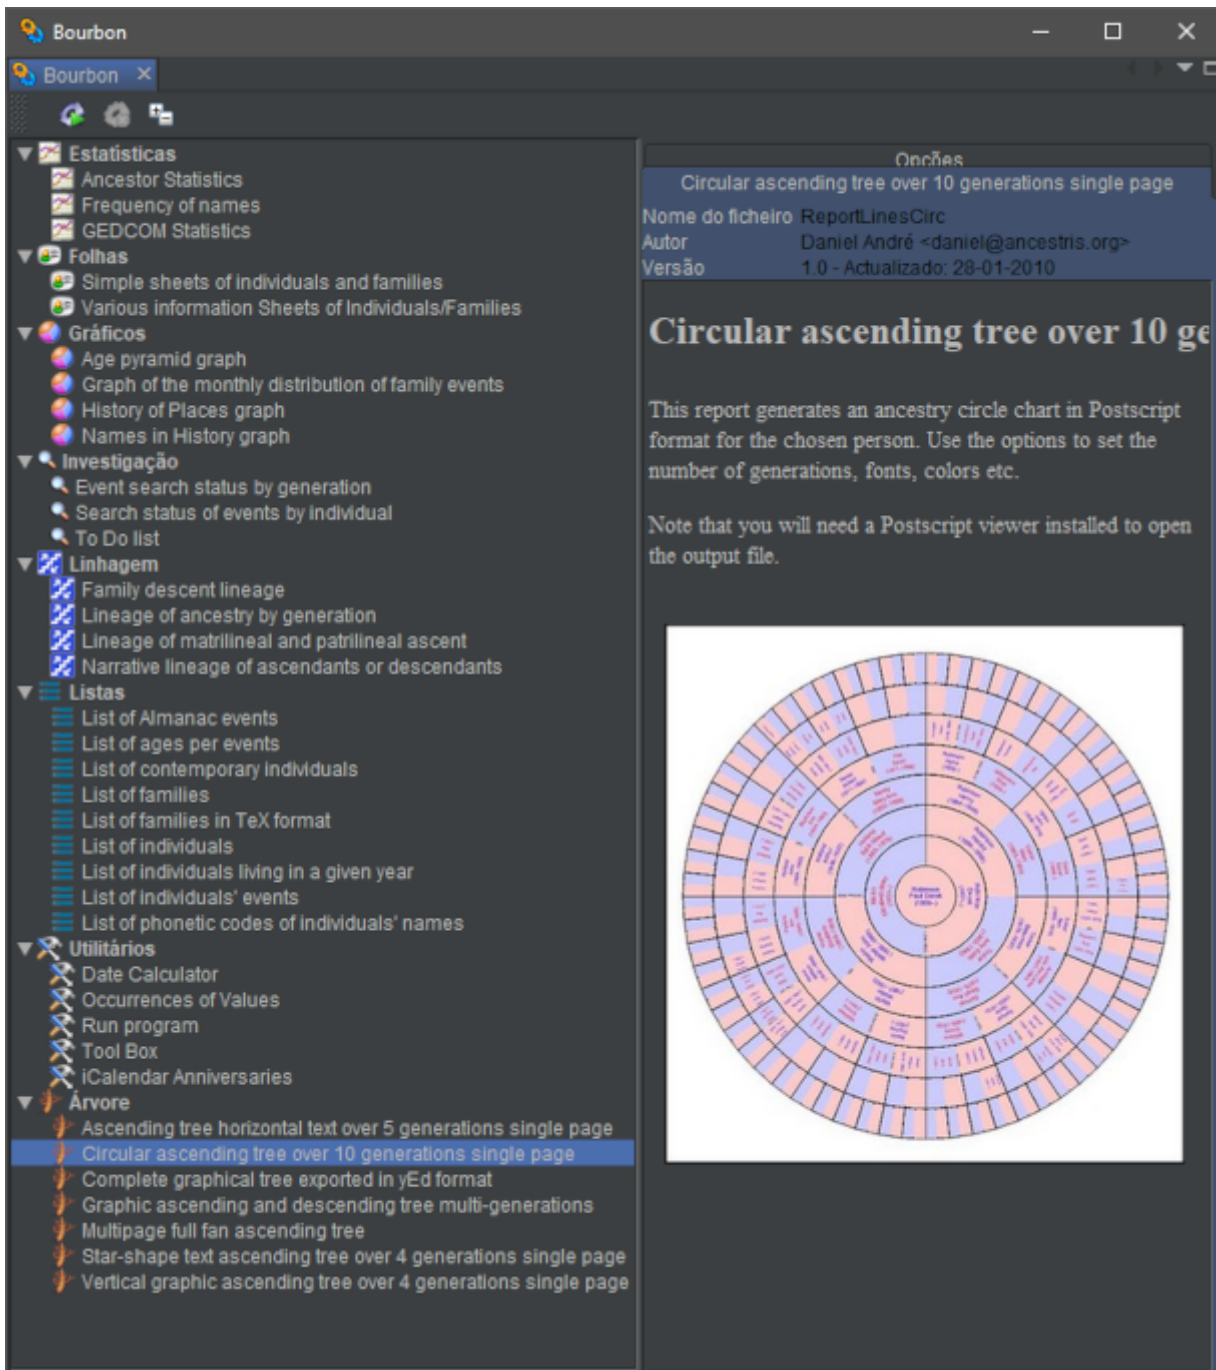 Bourbon
Bourbon
Estatísticas
Ancestor Statistics
Frequency of names
GEDCOM Statistics
Folhas
Simple sheets of individuals and families
Various information Sheets of Individuals/Families
Gráficos
Age pyramid graph
Graph of the monthly distribution of family events
History of Places graph
Names in History graph
Investigação
Event search status by generation
Search status of events by individual
To Do list
Linhagem
Family descent lineage
Lineage of ancestry by generation
Lineage of matrilineal and patrilineal ascent
Narrative lineage of ascendants or descendants
Listas
List of Almanac events
List of ages per events
List of contemporary individuals
List of families
List of families in TeX format
List of individuals
List of individuals living in a given year
List of individuals' events
List of phonetic codes of individuals' names
Utilitários
Date Calculator
Occurrences of Values
Run program
Tool Box
iCalendar Anniversaries
Árvore
Ascending tree horizontal text over 5 generations single page
Circular ascending tree over 10 generations single page
Complete graphical tree exported in yEd format
Graphic ascending and descending tree multi-generations
Multipage full fan ascending tree
Star-shape text ascending tree over 4 generations single page
Vertical graphic ascending tree over 4 generations single page
Opções
Circular ascending tree over 10 generations single page
Nome do ficheiro ReportLinesCirc
Autor Daniel André <daniel@ancestris.org>
Versão 1.0 - Actualizado: 28-01-2010
Circular ascending tree over 10 ge
This report generates an ancestry circle chart in Postscript
format for the chosen person. Use the options to set the
number of generations, fonts, colors etc.
Note that you will need a Postscript viewer installed to open
the output file.